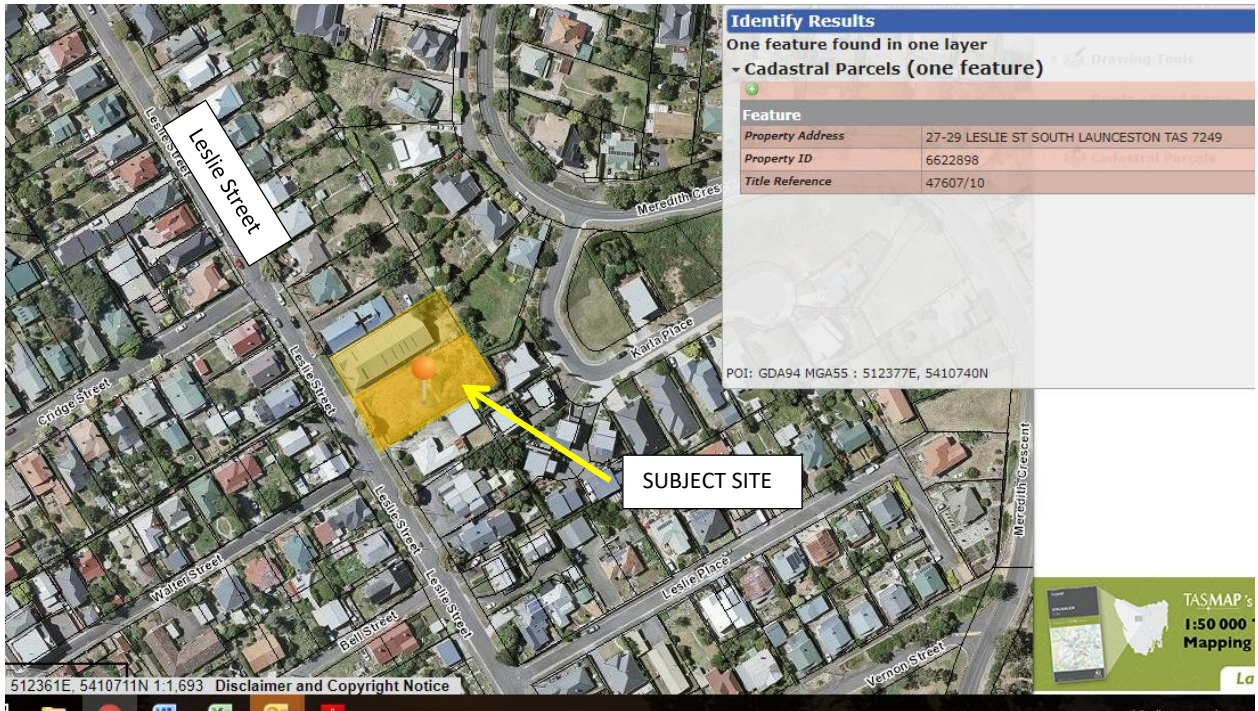 Identify Results
One feature found in one layer
Cadastral Parcels (one feature)
Drawing Tools
Feature
Property Address 27-29 LESLIE ST SOUTH LAUNCESTON TAS 7249
Property ID 6622898
Cadastral Parcels
Title Reference 47607/10
POI: GDA94 MGA55 : 512377E, 5410740N
Leslie Street
Leslie Street
Meredith Cres
Karla Place
Leslie Street
Cridge Street
SUBJECT SITE
Meredith Crescent
Leslie Street
Walter Street
Leslie Place
Leslie Street
Bell Street
Vernon Street
TASMAP's
1:50 000
Mapping
La
512361E, 5410711N 1:1,693 Disclaimer and Copyright Notice